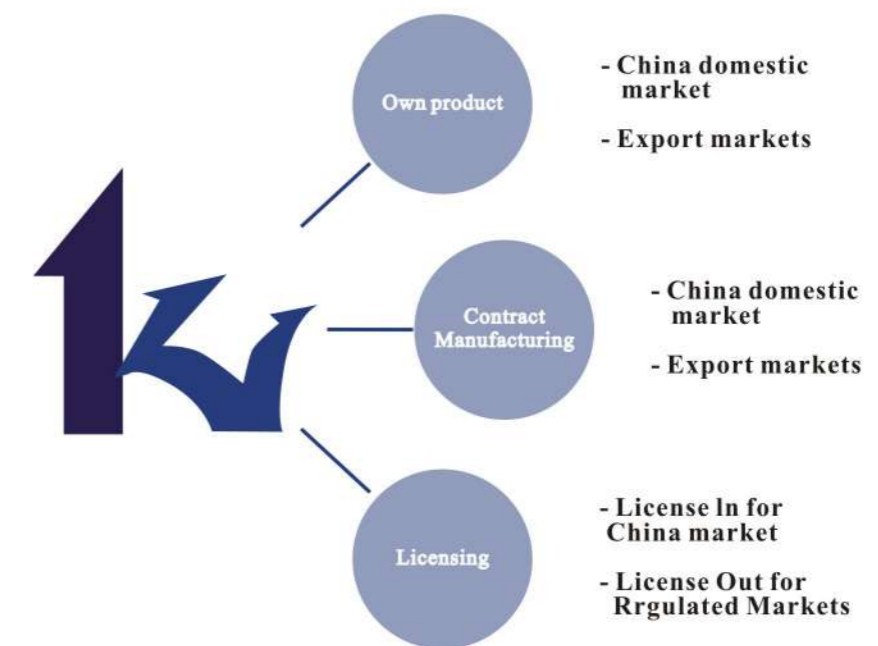 Own product
- China domestic
market
- Export markets
Contract
Manufacturing
- China domestic
market
- Export markets
Licensing
- License ln for
China market
- License Out for
Rrgulated Markets